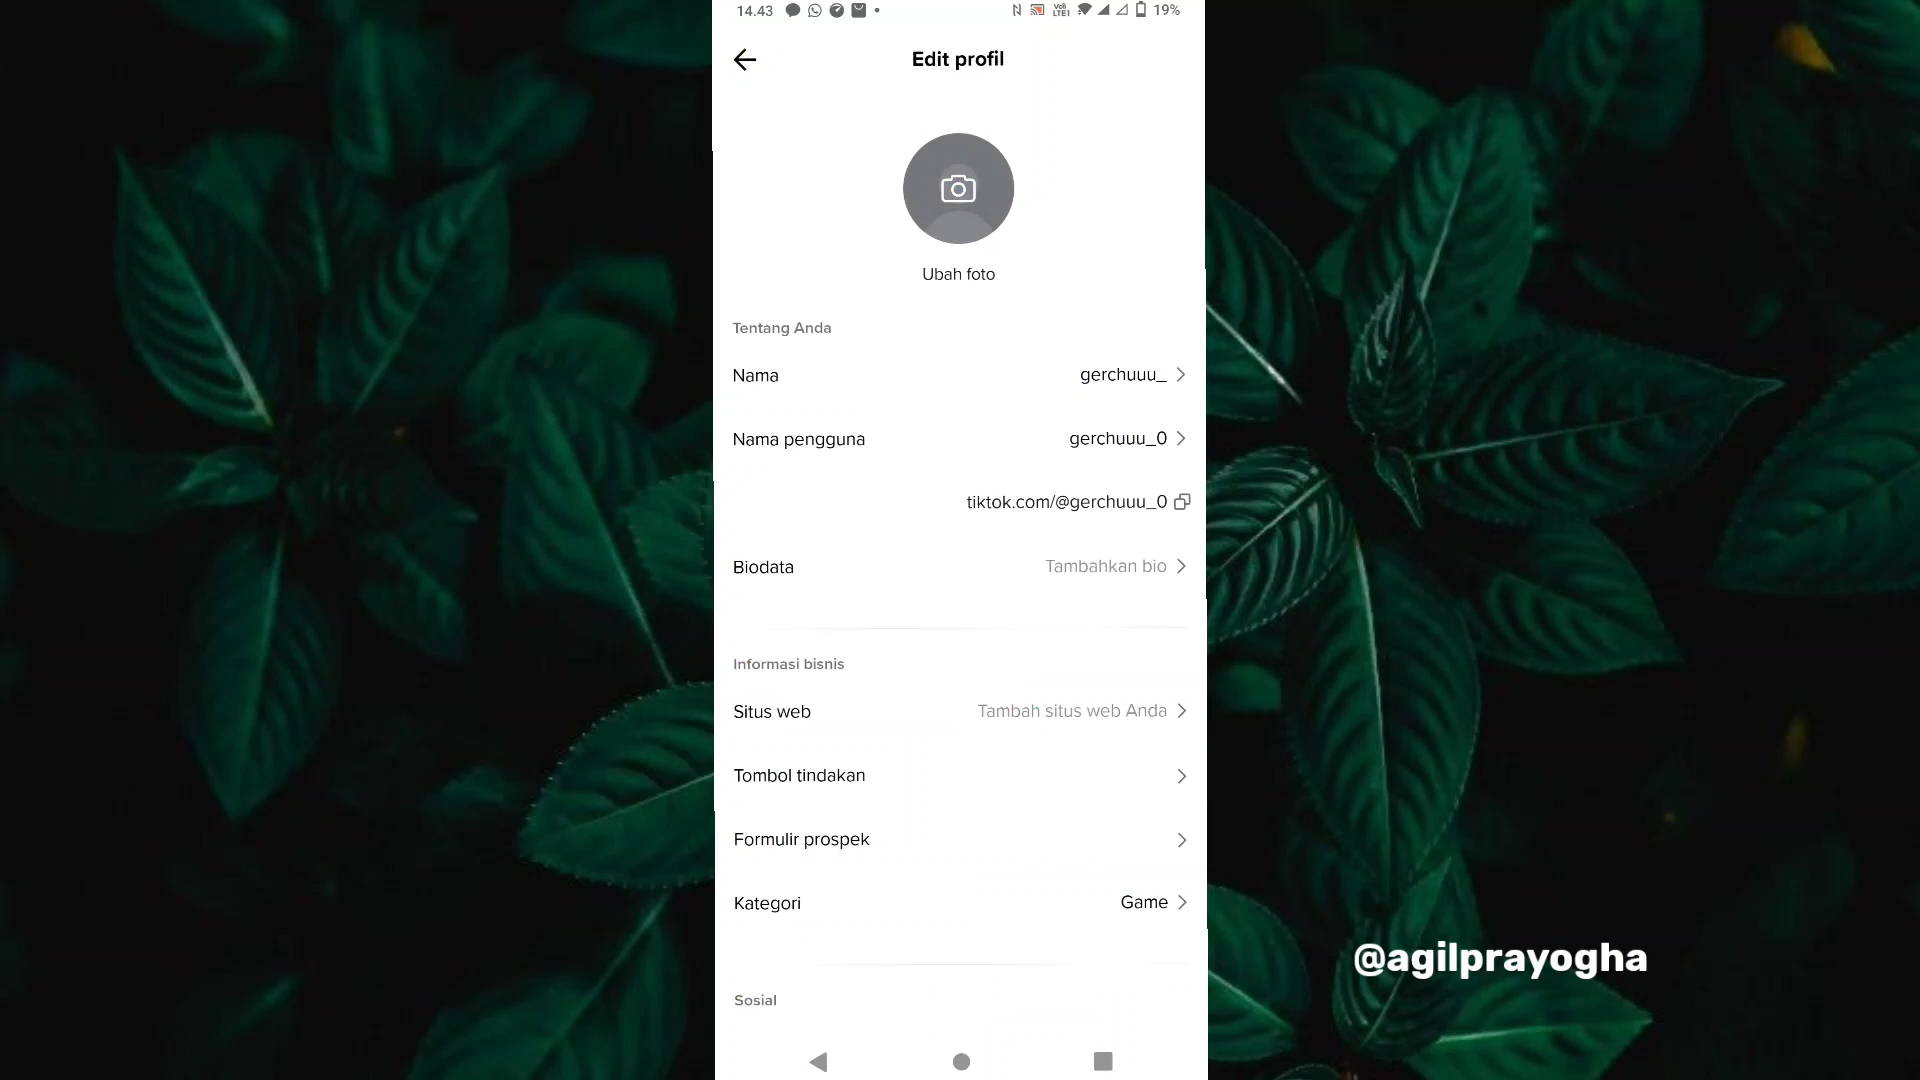 14.43 19%
Edit profil
Ubah foto
Tentang Anda
Nama gerchuuu_
Nama pengguna gerchuuu_0
tiktok.com/@gerchuuu_0
Biodata Tambahkan bio
Informasi bisnis
Situs web Tambah situs web Anda
Tombol tindakan
Formulir prospek
Kategori Game
@agilprayogha
Sosial